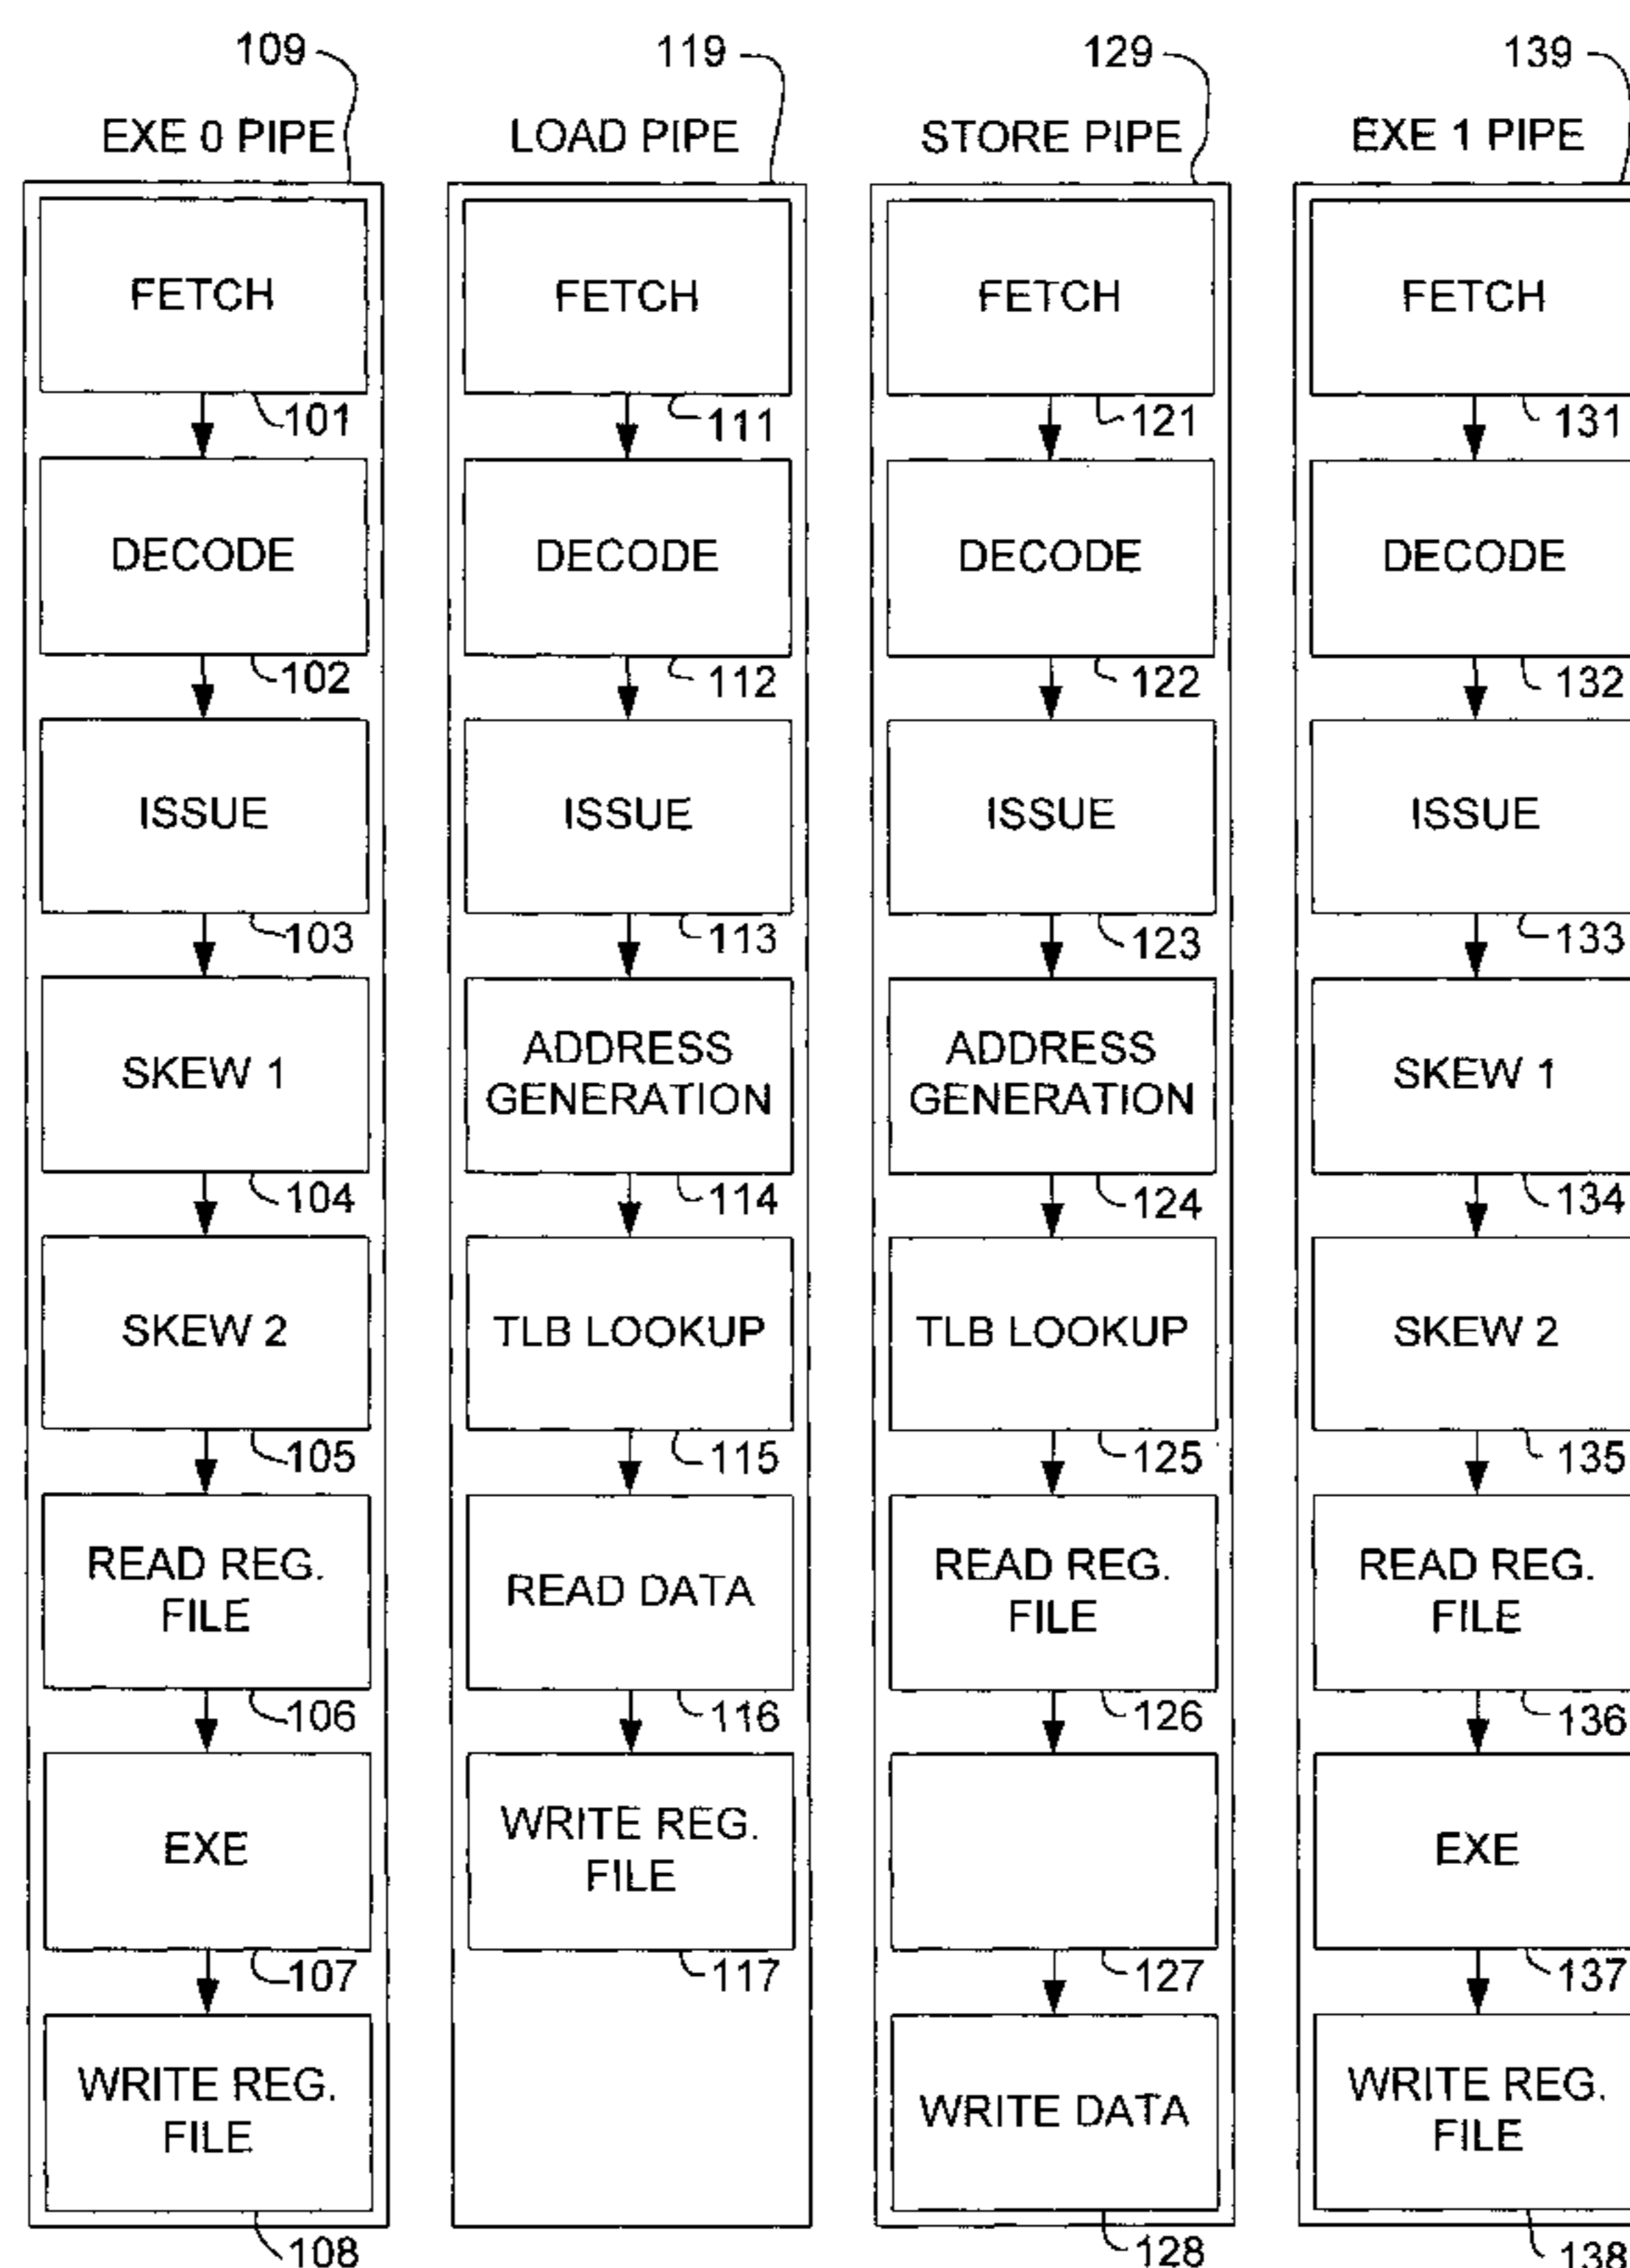 109
119
129
139
EXE 0 PIPE
LOAD PIPE
STORE PIPE
EXE 1 PIPE
FETCH
FETCH
FETCH
FETCH
101
111
121
131
DECODE
DECODE
DECODE
DECODE
102
112
122
132
ISSUE
ISSUE
ISSUE
ISSUE
103
113
123
133
SKEW 1
ADDRESS
GENERATION
ADDRESS
GENERATION
SKEW 1
104
114
124
134
SKEW 2
TLB LOOKUP
TLB LOOKUP
SKEW 2
105
115
125
135
READ REG.
FILE
READ DATA
READ REG.
FILE
READ REG.
FILE
106
116
126
136
EXE
WRITE REG.
FILE
EXE
107
117
127
137
WRITE REG.
FILE
WRITE DATA
WRITE REG.
FILE
108
128
138